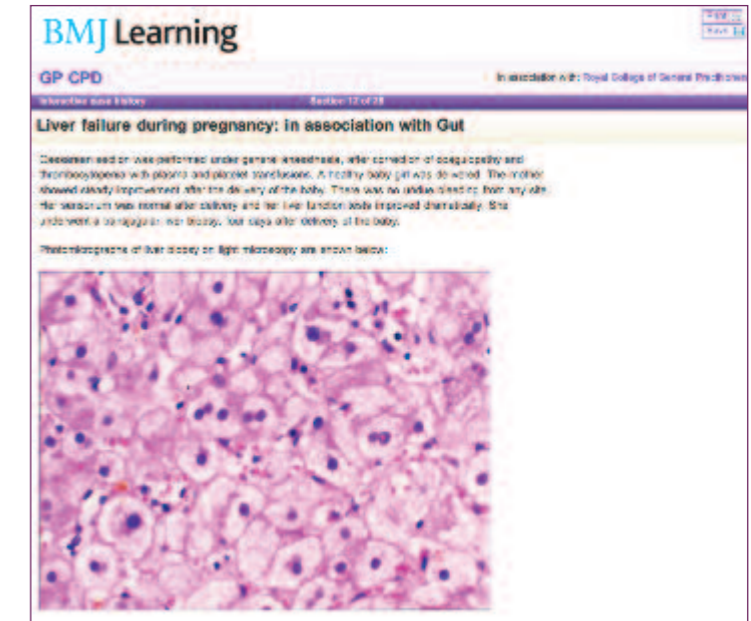 BMJ Learning
Print
Save
GP CPD
In association with: Royal College of General Practitioners
Interactive case history
Section 12 of 28
Liver failure during pregnancy: in association with Gut
Caesarean section was performed under general anaesthesia, after correction of coagulopathy and
thrombocytopenia with plasma and platelet transfusions. A healthy baby girl was delivered. The mother
showed steady improvement after the delivery of the baby. There was no undue bleeding from any site.
Her sensorium was normal after delivery and her liver function tests improved dramatically. She
underwent a transjugular liver biopsy, four days after delivery of the baby.
Photomicrographs of liver biopsy on light microscopy are shown below: